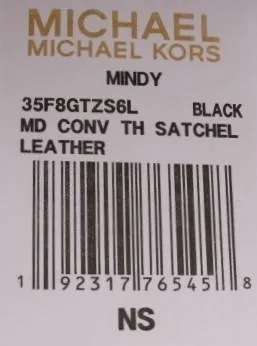 MICHAEL
MICHAEL KORS
MINDY
35F8GTZS6L BLACK
MD CONV TH SATCHEL
LEATHER
1 92317 76545 8
NS